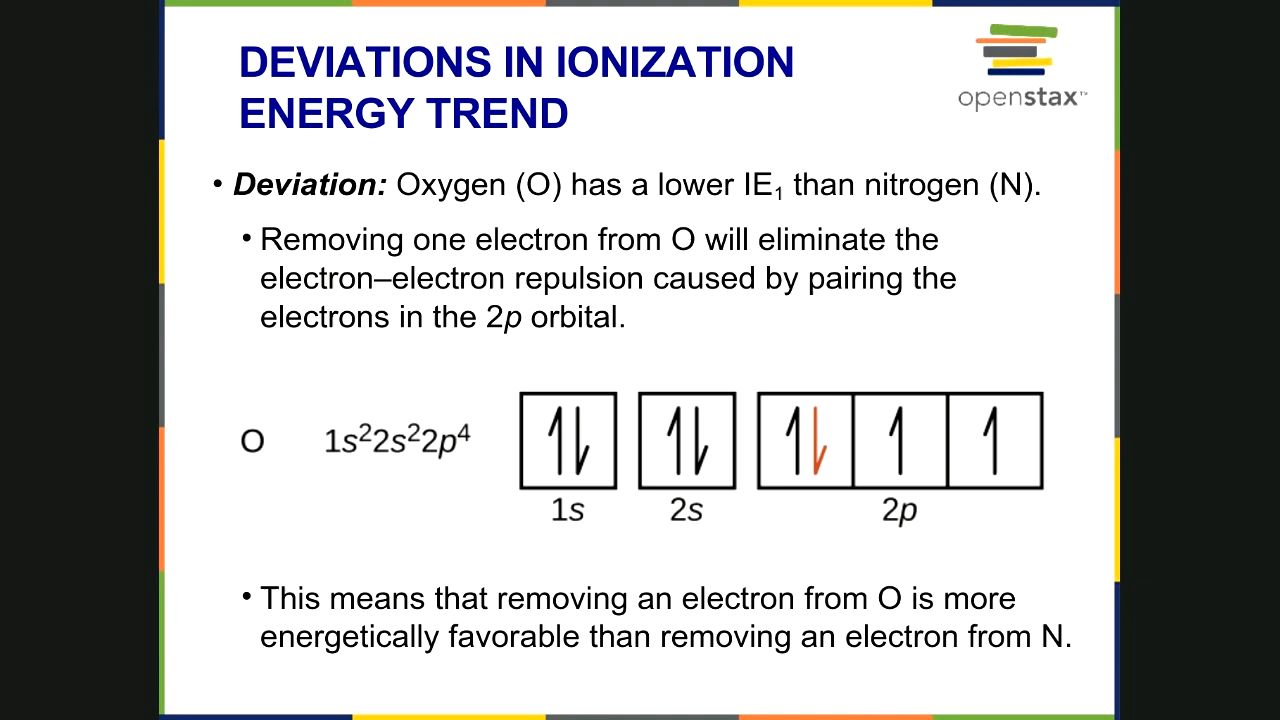 DEVIATIONS IN IONIZATION
ENERGY TREND
openstax™
• Deviation: Oxygen (O) has a lower IE₁ than nitrogen (N).
• Removing one electron from O will eliminate the
electron–electron repulsion caused by pairing the
electrons in the 2p orbital.
O 1s²2s²2p⁴
1s 2s 2p
• This means that removing an electron from O is more
energetically favorable than removing an electron from N.